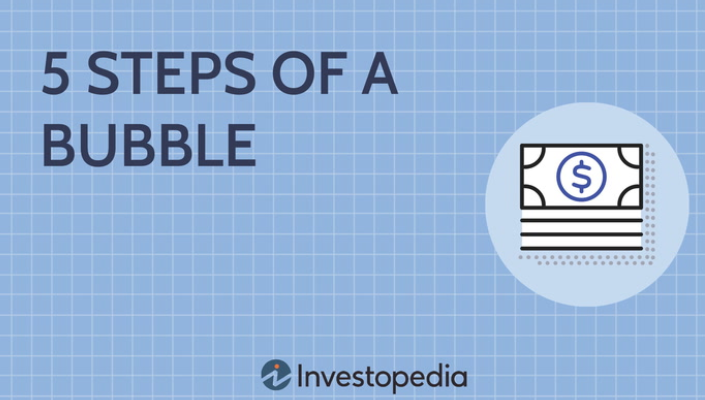 5 STEPS OF A
BUBBLE
$
Investopedia